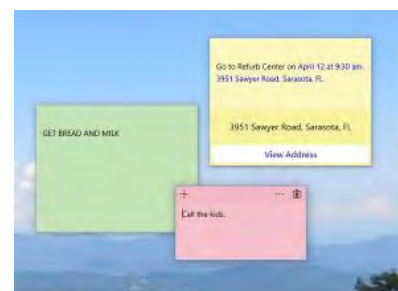 Go to Refurb Center on April 12 at 9:30 am.
3951 Sawyer Road, Sarasota, FL.
3951 Sawyer Road, Sarasota, FL
View Address
GET BREAD AND MILK
Call the kids.